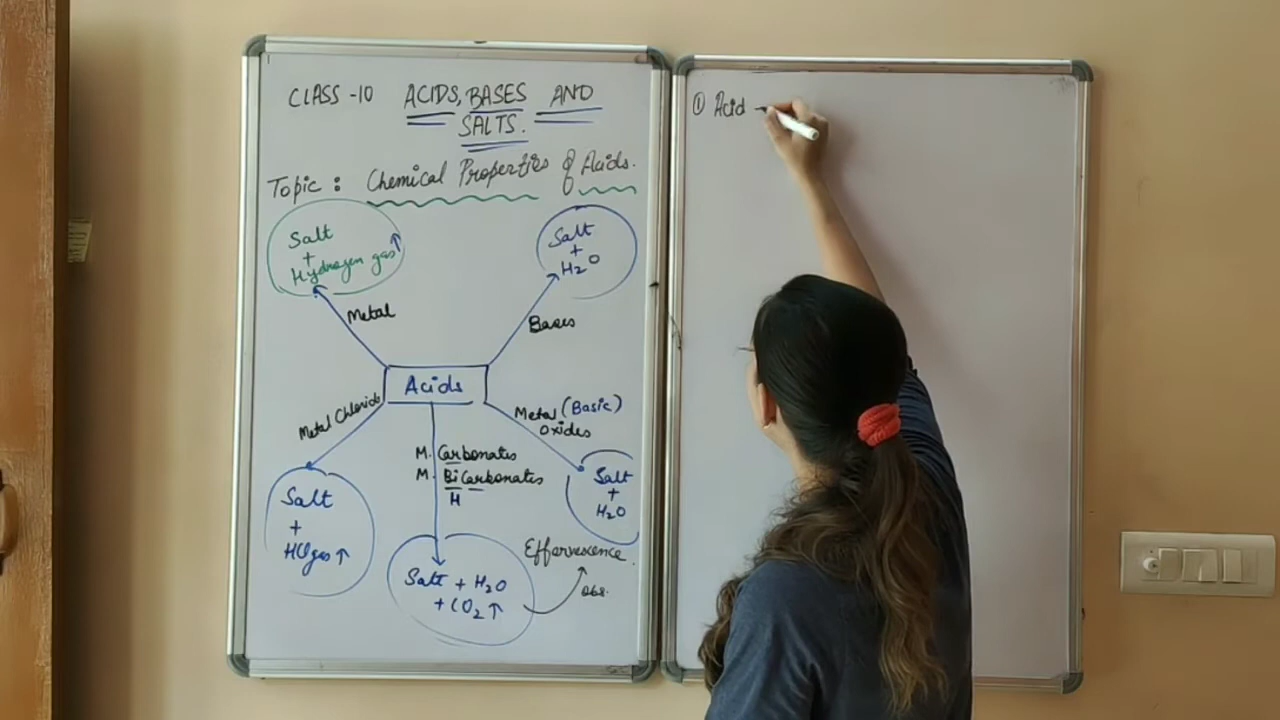 CLASS -10 ACIDS, BASES AND
SALTS.
Topic : Chemical Properties of Acids.
Salt
+
Hydrogen gas↑
Salt
+
H₂O
Metal
Bases
Acids
Metal Chloride
Metal (Basic)
Oxides
M. Carbonates
M. BiCarbonates
H
Salt
+
HCl gas ↑
Salt
+
H₂O
Effervescence.
obs.
Salt + H₂O
+ CO₂ ↑
① Acid -